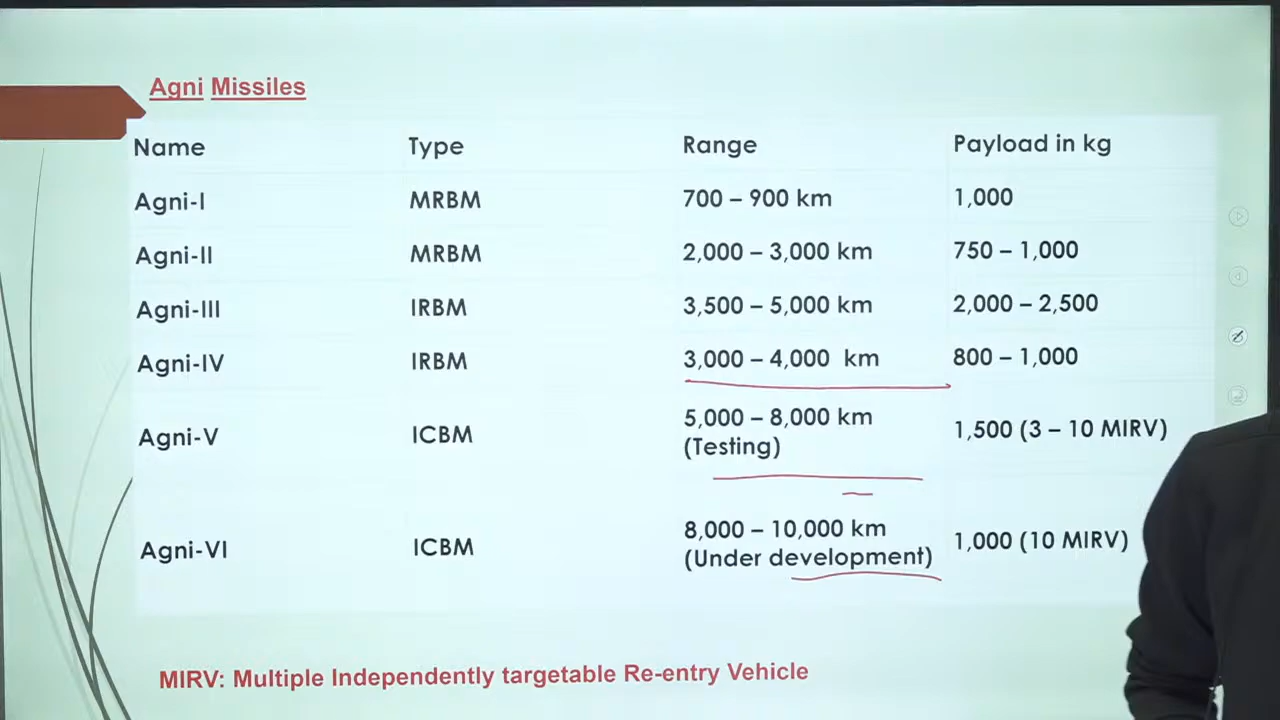 Agni Missiles
Name Type Range Payload in kg
Agni-I MRBM 700 – 900 km 1,000
Agni-II MRBM 2,000 – 3,000 km 750 – 1,000
Agni-III IRBM 3,500 – 5,000 km 2,000 – 2,500
Agni-IV IRBM 3,000 – 4,000 km 800 – 1,000
Agni-V ICBM 5,000 – 8,000 km (Testing) 1,500 (3 – 10 MIRV)
Agni-VI ICBM 8,000 – 10,000 km (Under development) 1,000 (10 MIRV)
MIRV: Multiple Independently targetable Re-entry Vehicle